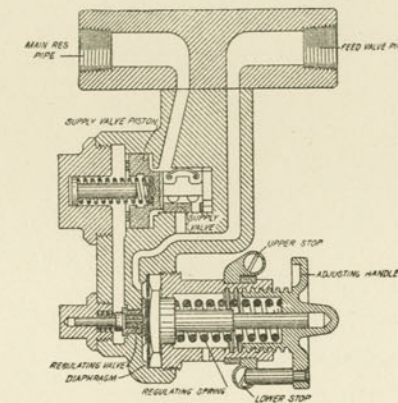 MAIN RES
PIPE
FEED VALVE PI
SUPPLY VALVE PISTON
SUPPLY
VALVE
UPPER STOP
ADJUSTING HANDLE
REGULATING VALVE
DIAPHRAGM
REGULATING SPRING
LOWER STOP